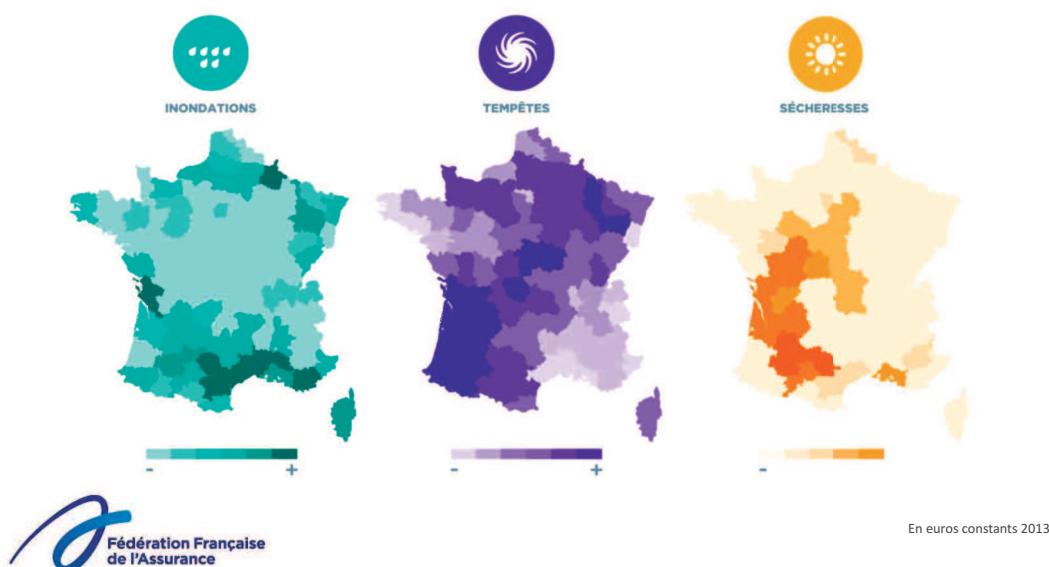 INONDATIONS
TEMPÊTES
SÉCHERESSES
- +
- +
-
Fédération Française
de l'Assurance
En euros constants 2013